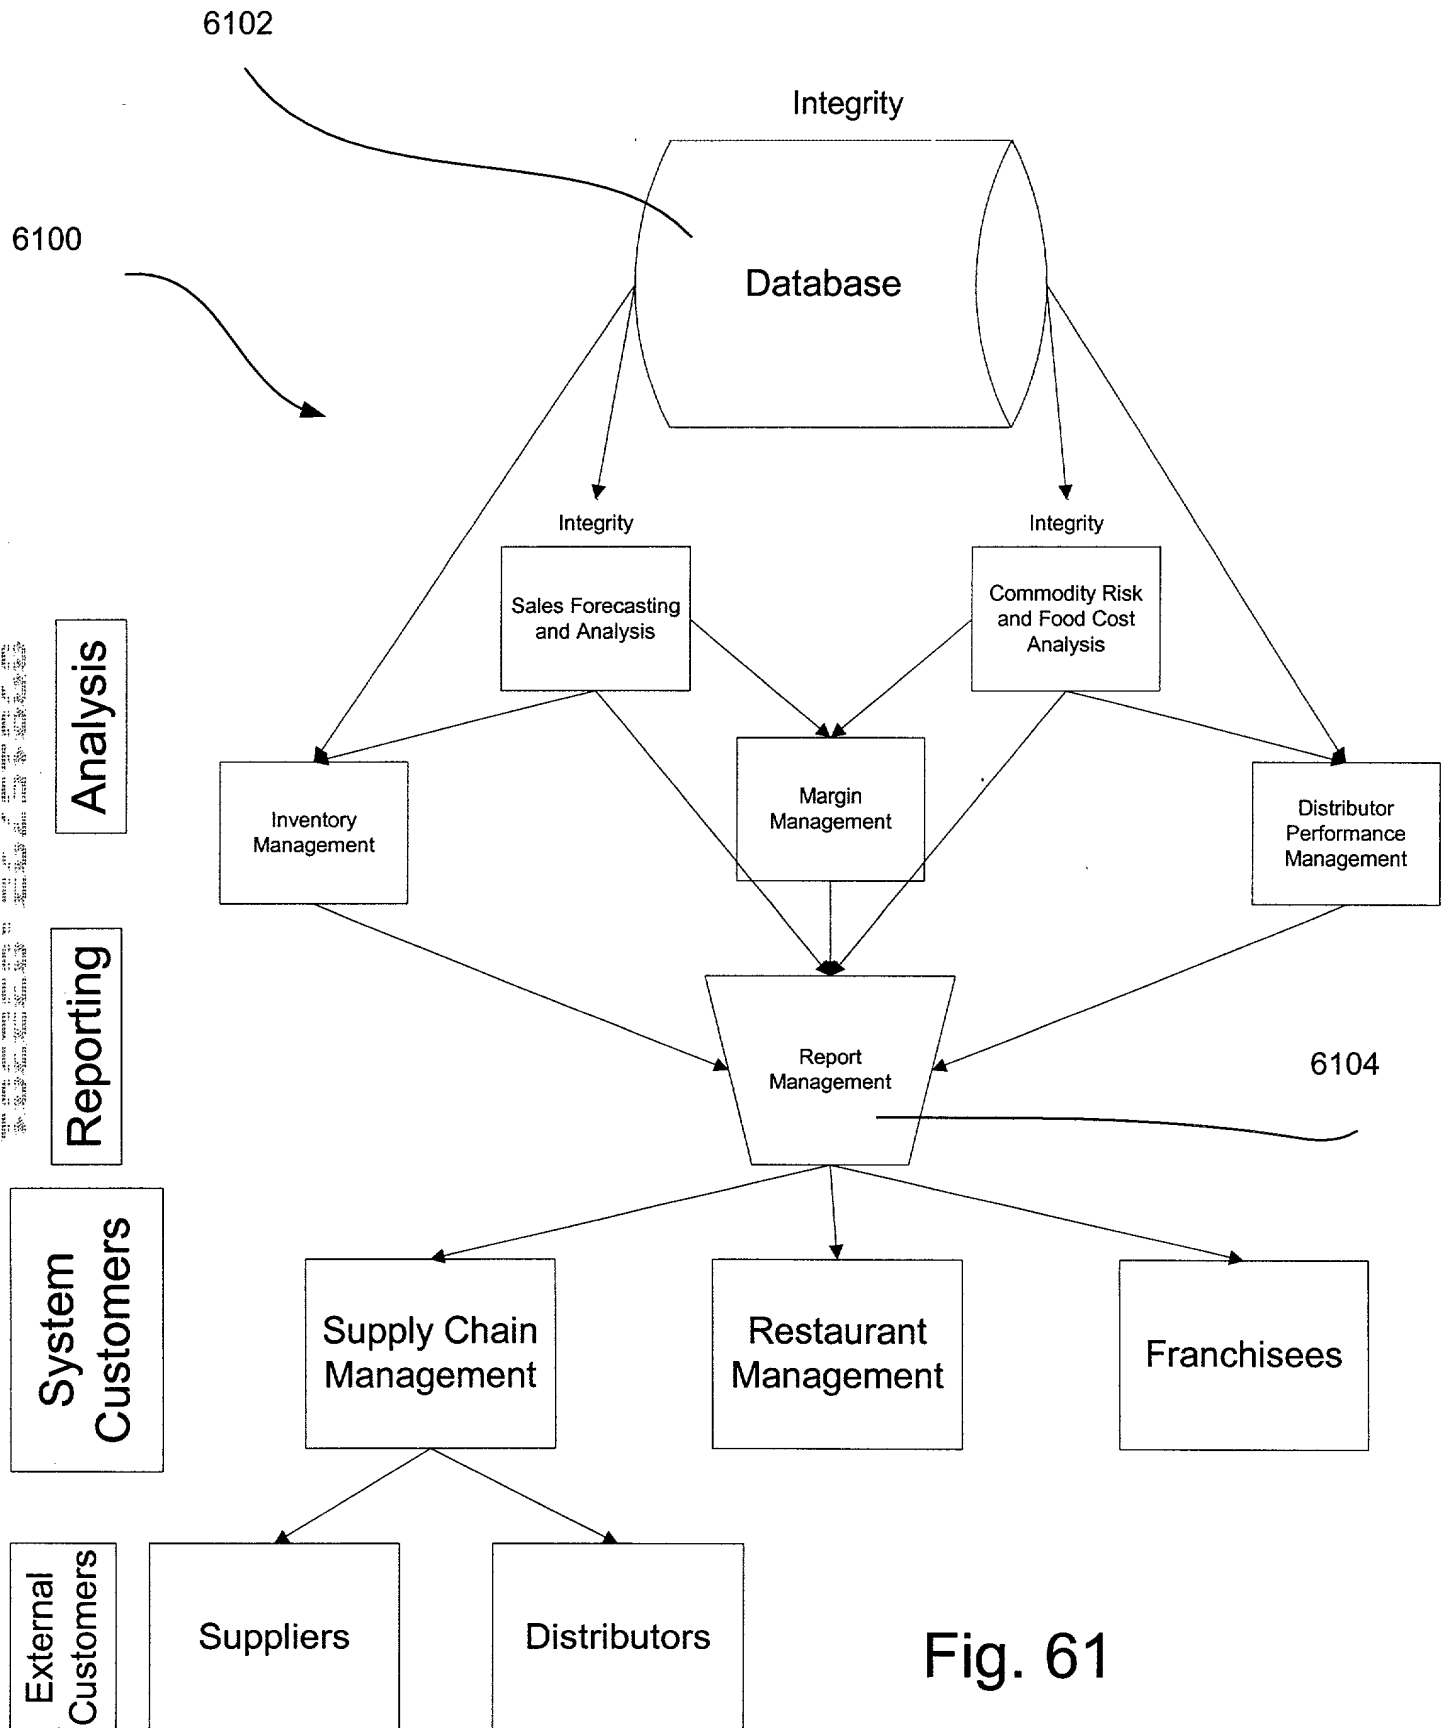 6102
Integrity
6100
Database
Integrity
Integrity
Sales Forecasting
and Analysis
Commodity Risk
and Food Cost
Analysis
Analysis
Inventory
Management
Margin
Management
Distributor
Performance
Management
Reporting
Report
Management
6104
System
Customers
Supply Chain
Management
Restaurant
Management
Franchisees
External
Customers
Suppliers
Distributors
Fig. 61